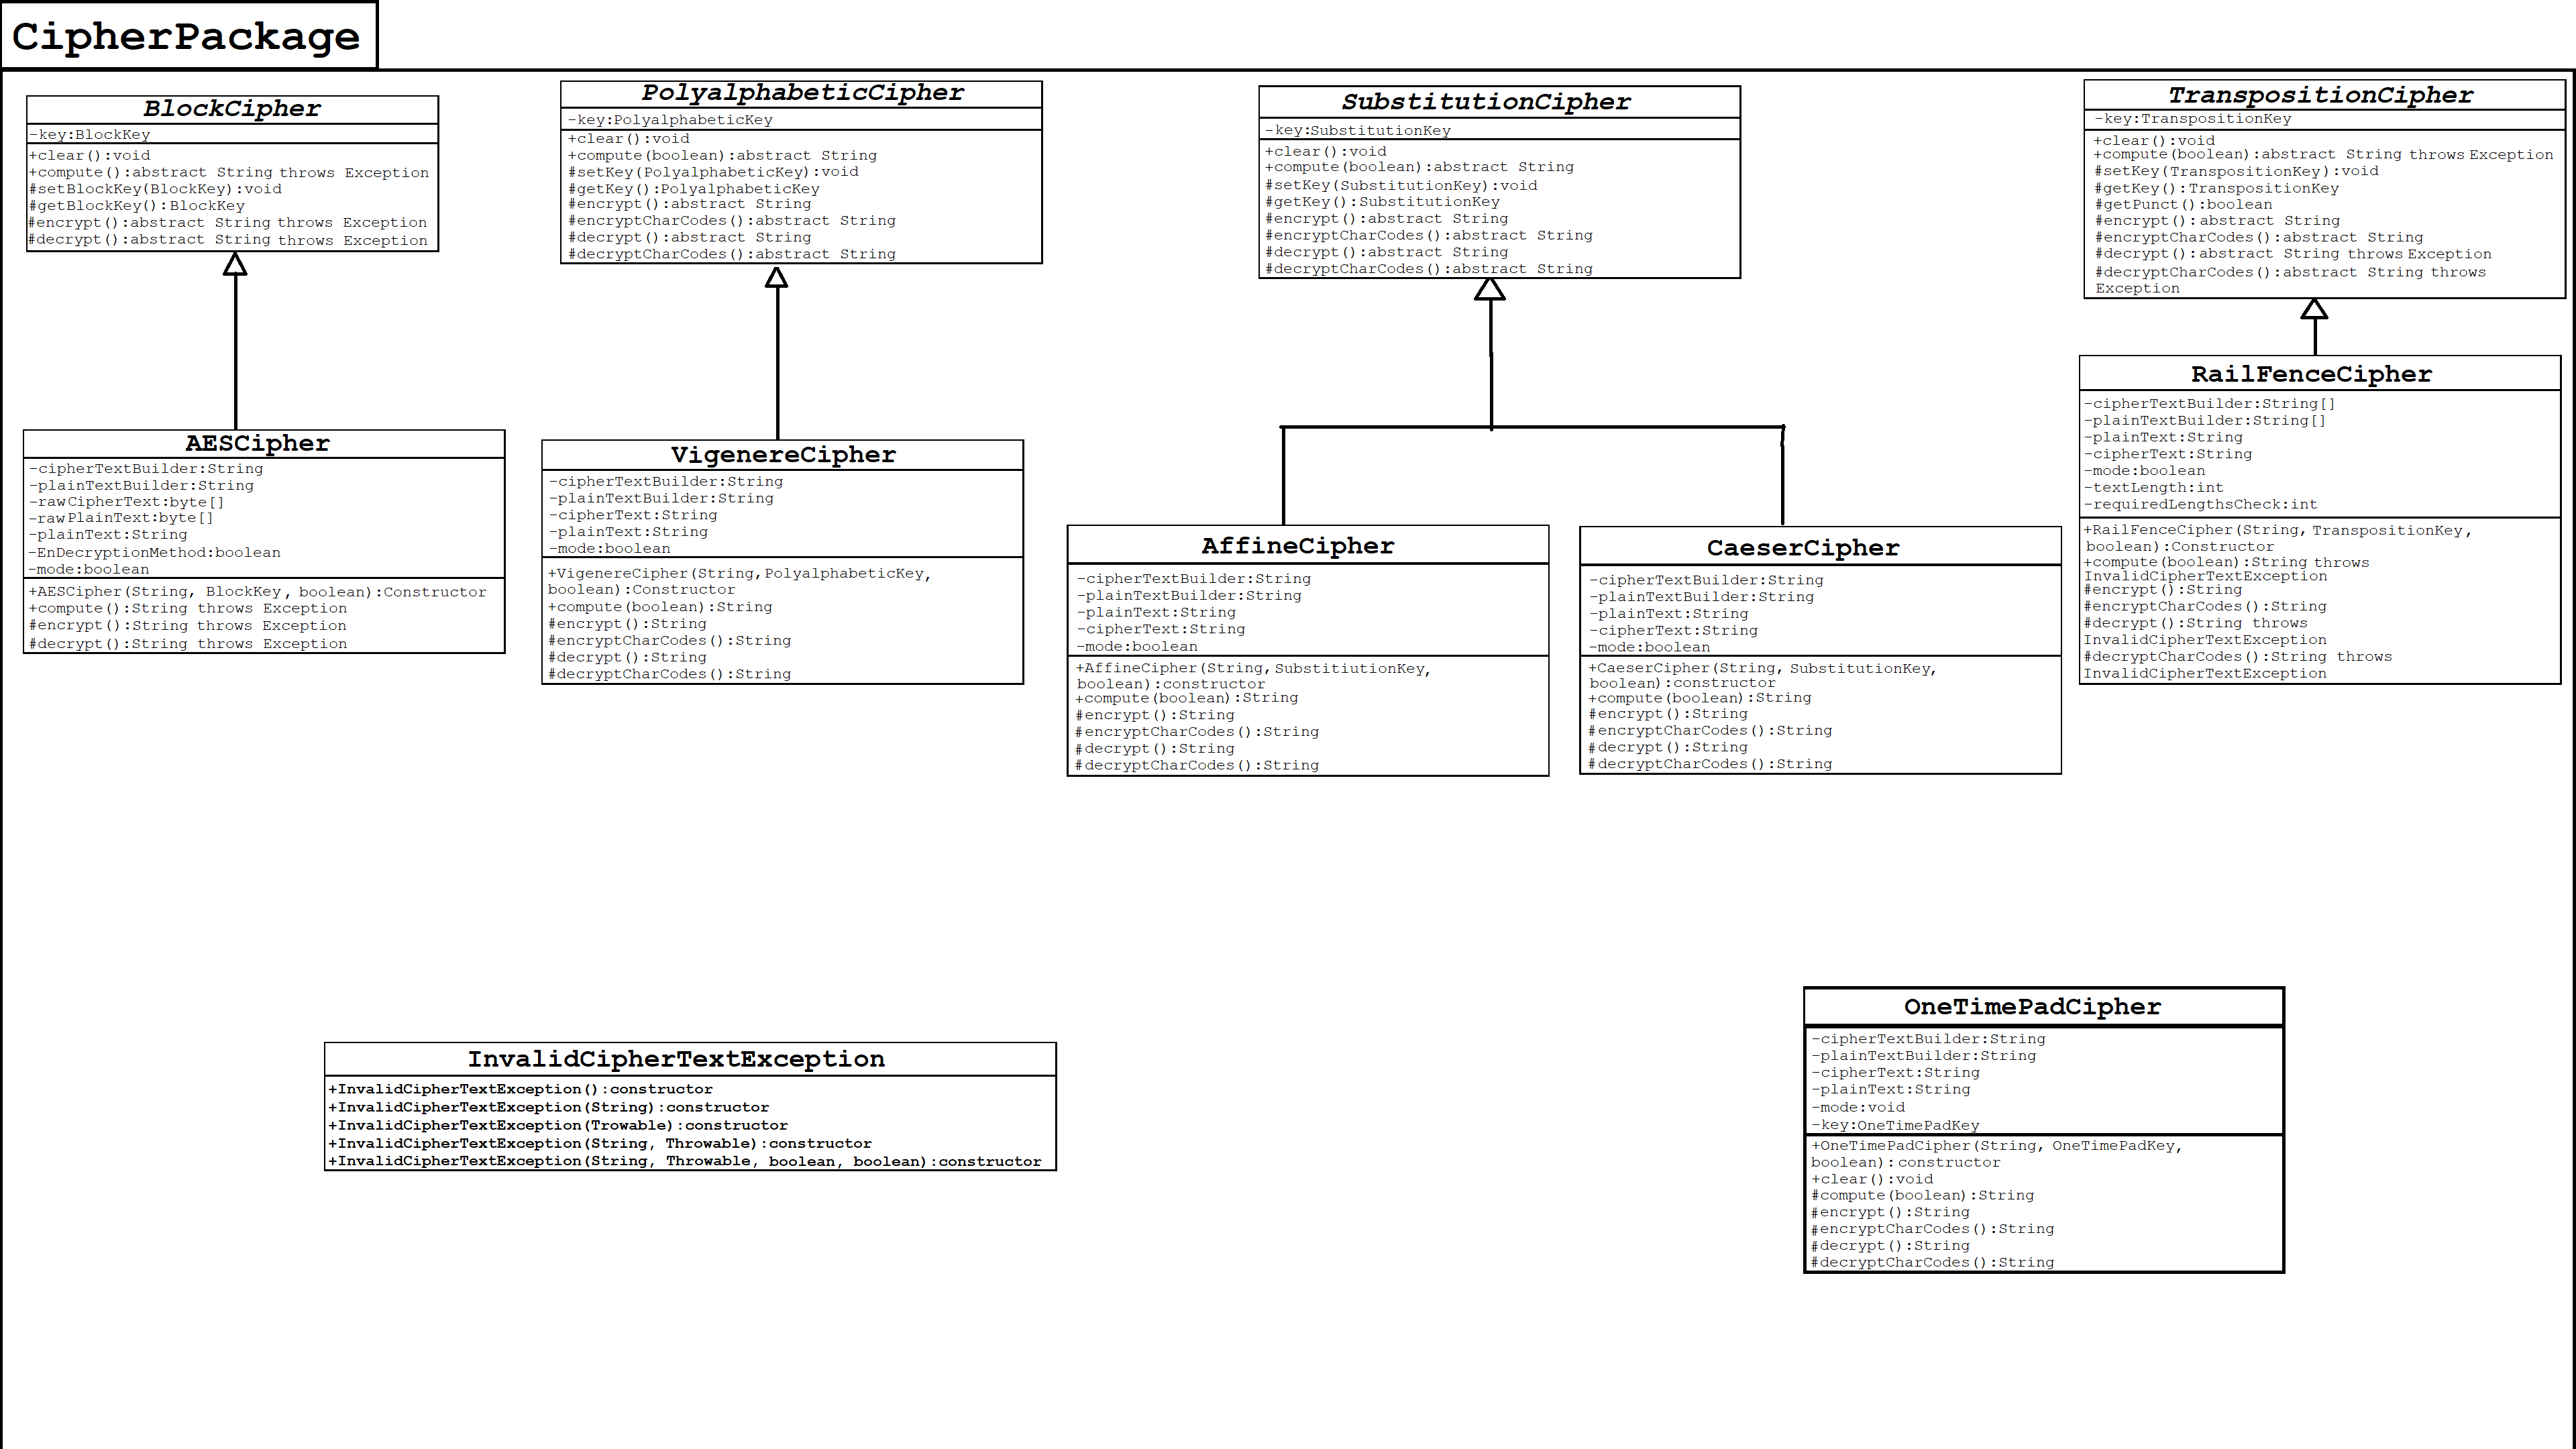 CipherPackage
BlockCipher
-key:BlockKey
+clear():void
+compute():abstract String throws Exception
#setBlockKey(BlockKey):void
#getBlockKey():BlockKey
#encrypt():abstract String throws Exception
#decrypt():abstract String throws Exception
PolyalphabeticCipher
-key:PolyalphabeticKey
+clear():void
+compute(boolean):abstract String
#setKey(PolyalphabeticKey):void
#getKey():PolyalphabeticKey
#encrypt():abstract String
#encryptCharCodes():abstract String
#decrypt():abstract String
#decryptCharCodes():abstract String
SubstitutionCipher
-key:SubstitutionKey
+clear():void
+compute(boolean):abstract String
#setKey(SubstitutionKey):void
#getKey():SubstitutionKey
#encrypt():abstract String
#encryptCharCodes():abstract String
#decrypt():abstract String
#decryptCharCodes():abstract String
TranspositionCipher
-key:TranspositionKey
+clear():void
+compute(boolean):abstract String throws Exception
#setKey(TranspositionKey):void
#getKey():TranspositionKey
#getPunct():boolean
#encrypt():abstract String
#encryptCharCodes():abstract String
#decrypt():abstract String throws Exception
#decryptCharCodes():abstract String throws
Exception
AESCipher
-cipherTextBuilder:String
-plainTextBuilder:String
-rawCipherText:byte[]
-rawPlainText:byte[]
-plainText:String
-EnDecryptionMethod:boolean
-mode:boolean
+AESCipher(String, BlockKey, boolean):Constructor
+compute():String throws Exception
#encrypt():String throws Exception
#decrypt():String throws Exception
VigenereCipher
-cipherTextBuilder:String
-plainTextBuilder:String
-cipherText:String
-plainText:String
-mode:boolean
+VigenereCipher(String, PolyalphabeticKey,
boolean):Constructor
+compute(boolean):String
#encrypt():String
#encryptCharCodes():String
#decrypt():String
#decryptCharCodes():String
AffineCipher
-cipherTextBuilder:String
-plainTextBuilder:String
-plainText:String
-cipherText:String
-mode:boolean
+AffineCipher(String, SubstitiutionKey,
boolean):constructor
+compute(boolean):String
#encrypt():String
#encryptCharCodes():String
#decrypt():String
#decryptCharCodes():String
CaeserCipher
-cipherTextBuilder:String
-plainTextBuilder:String
-plainText:String
-cipherText:String
-mode:boolean
+CaeserCipher(String, SubstitutionKey,
boolean):constructor
+compute(boolean):String
#encrypt():String
#encryptCharCodes():String
#decrypt():String
#decryptCharCodes():String
RailFenceCipher
-cipherTextBuilder:String[]
-plainTextBuilder:String[]
-plainText:String
-cipherText:String
-mode:boolean
-textLength:int
-requiredLengthsCheck:int
+RailFenceCipher(String, TranspositionKey,
boolean):Constructor
+compute(boolean):String throws
InvalidCipherTextException
#encrypt():String
#encryptCharCodes():String
#decrypt():String throws
InvalidCipherTextException
#decryptCharCodes():String throws
InvalidCipherTextException
InvalidCipherTextException
+InvalidCipherTextException():constructor
+InvalidCipherTextException(String):constructor
+InvalidCipherTextException(Trowable):constructor
+InvalidCipherTextException(String, Throwable):constructor
+InvalidCipherTextException(String, Throwable, boolean, boolean):constructor
OneTimePadCipher
-cipherTextBuilder:String
-plainTextBuilder:String
-cipherText:String
-plainText:String
-mode:void
-key:OneTimePadKey
+OneTimePadCipher(String, OneTimePadKey,
boolean):constructor
+clear():void
#compute(boolean):String
#encrypt():String
#encryptCharCodes():String
#decrypt():String
#decryptCharCodes():String